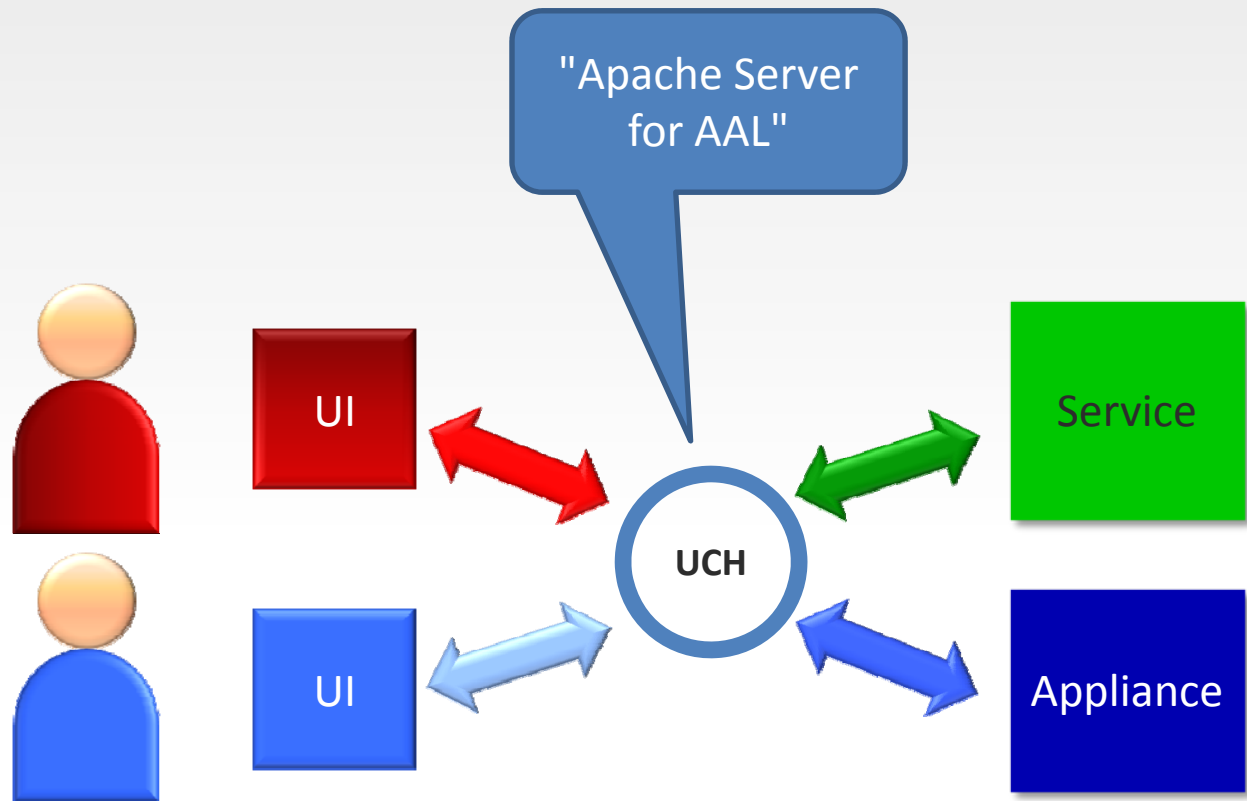 "Apache Server
for AAL"
UI
Service
UCH
UI
Appliance